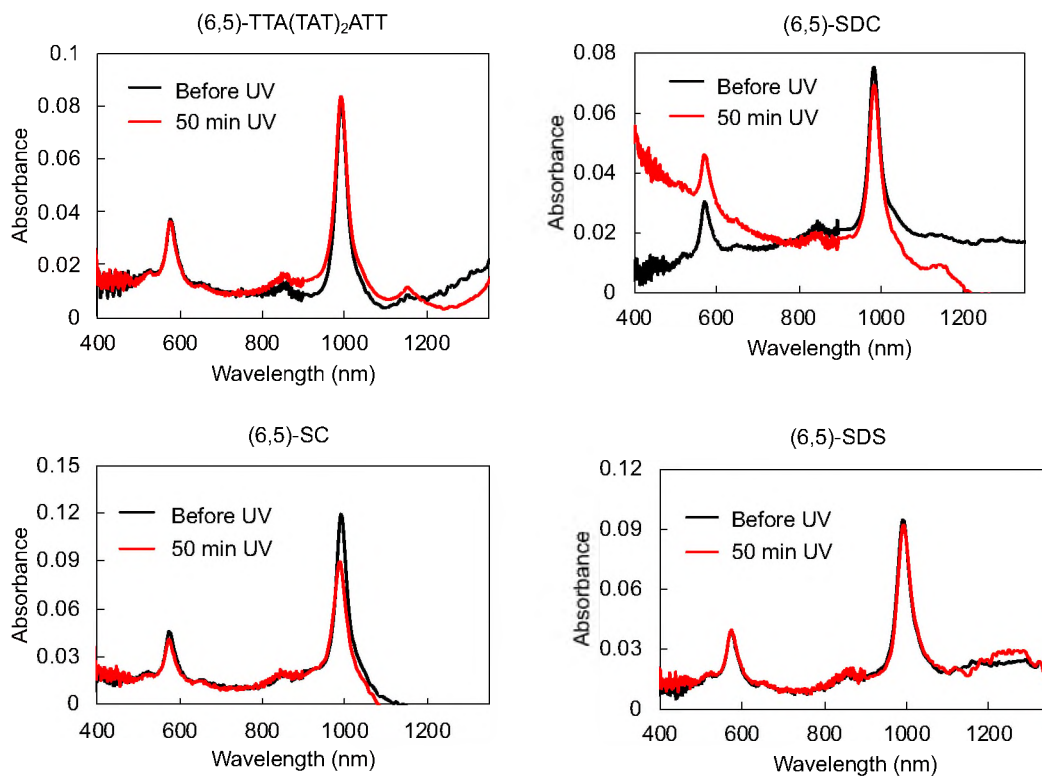 (6,5)-TTA(TAT)₂ATT
0.1
0.08
0.06
0.04
0.02
0
Absorbance
Before UV
50 min UV
400 600 800 1000 1200
Wavelength (nm)
(6,5)-SDC
0.08
0.06
0.04
0.02
0
Absorbance
Before UV
50 min UV
400 600 800 1000 1200
Wavelength (nm)
(6,5)-SC
0.15
0.12
0.09
0.06
0.03
0
Absorbance
Before UV
50 min UV
400 600 800 1000 1200
Wavelength (nm)
(6,5)-SDS
0.12
0.09
0.06
0.03
0
Absorbance
Before UV
50 min UV
400 600 800 1000 1200
Wavelength (nm)